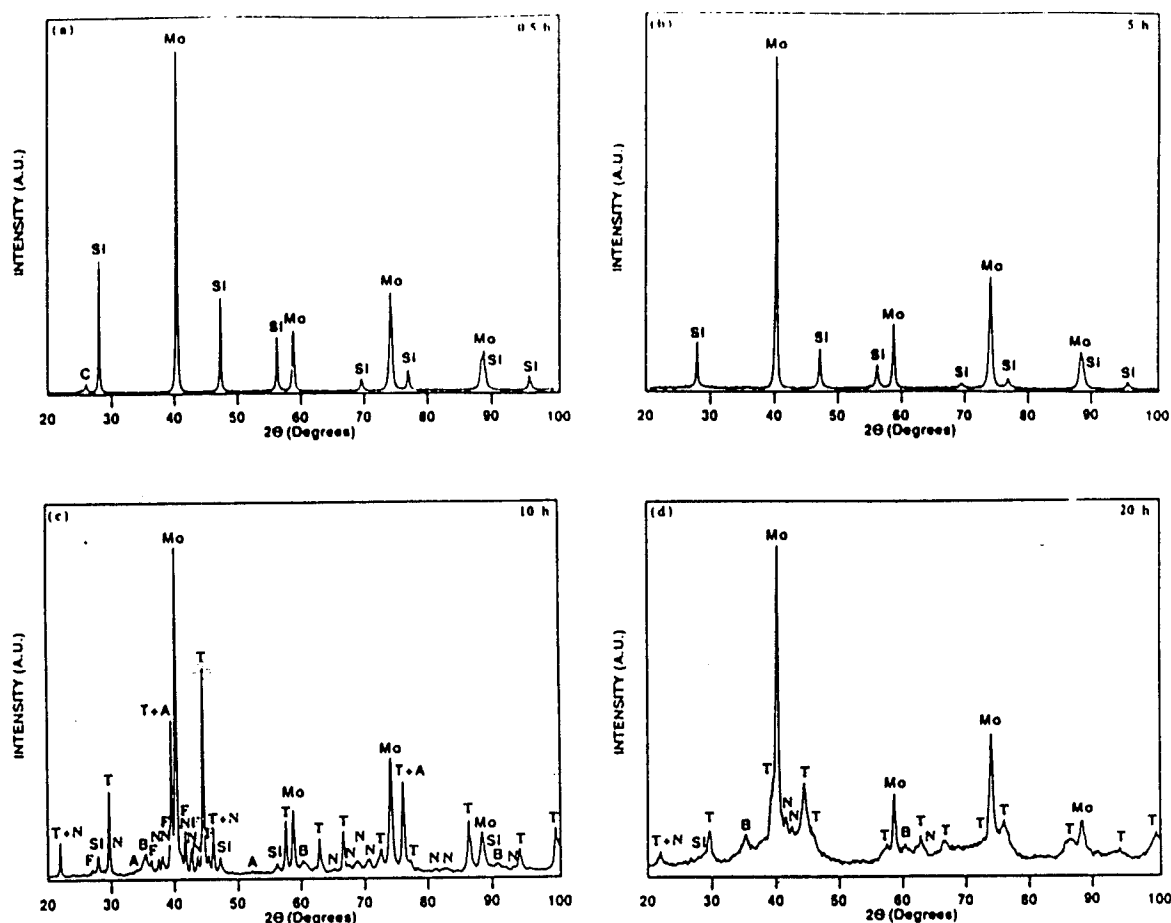 (a)
0.5 h
INTENSITY (A.U.)
C
Si
Mo
Si
Si
Mo
Si
Mo
Si
Mo
Si
Si
20 30 40 50 60 70 80 90 100
2Θ (Degrees)
(b)
5 h
INTENSITY (A.U.)
Si
Mo
Si
Si
Mo
Si
Mo
Si
Mo
Si
Si
20 30 40 50 60 70 80 90 100
2Θ (Degrees)
(c)
10 h
INTENSITY (A.U.)
T+N
F
Si
T
N
A
B
F
N
N
F
T+A
Mo
F
N
N
T
T+N
Si
A
Si
T
Mo
B
T
N
T
N
N
N
T
Mo
T+A
T
N
N
T
Mo
Si
B
N
T
T
20 30 40 50 60 70 80 90 100
2Θ (Degrees)
(d)
20 h
INTENSITY (A.U.)
T+N
Si
T
B
T
Mo
N
N
T
T
T
Mo
B
T
N
T
T
Mo
T
T
Mo
T
T
20 30 40 50 60 70 80 90 100
2Θ (Degrees)